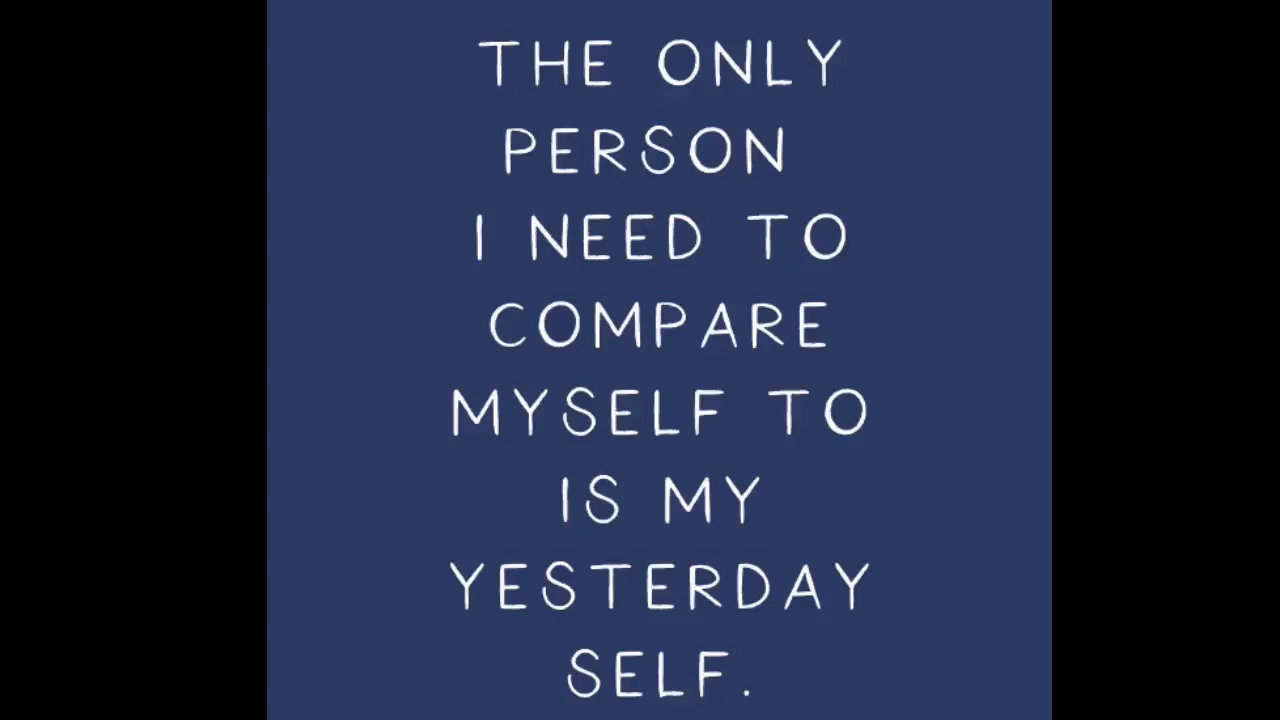 THE ONLY
PERSON
I NEED TO
COMPARE
MYSELF TO
IS MY
YESTERDAY
SELF.